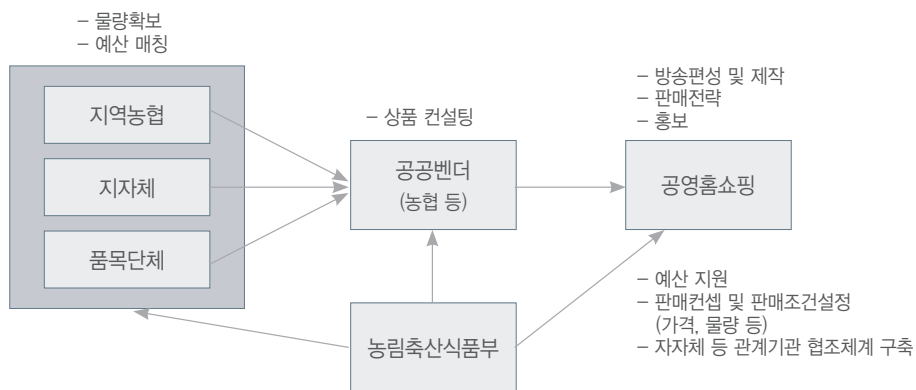 – 물량확보
– 예산 매칭
지역농협
지자체
품목단체
– 상품 컨설팅
공공벤더
(농협 등)
– 방송편성 및 제작
– 판매전략
– 홍보
공영홈쇼핑
농림축산식품부
– 예산 지원
– 판매컨셉 및 판매조건설정
(가격, 물량 등)
– 자자체 등 관계기관 협조체계 구축